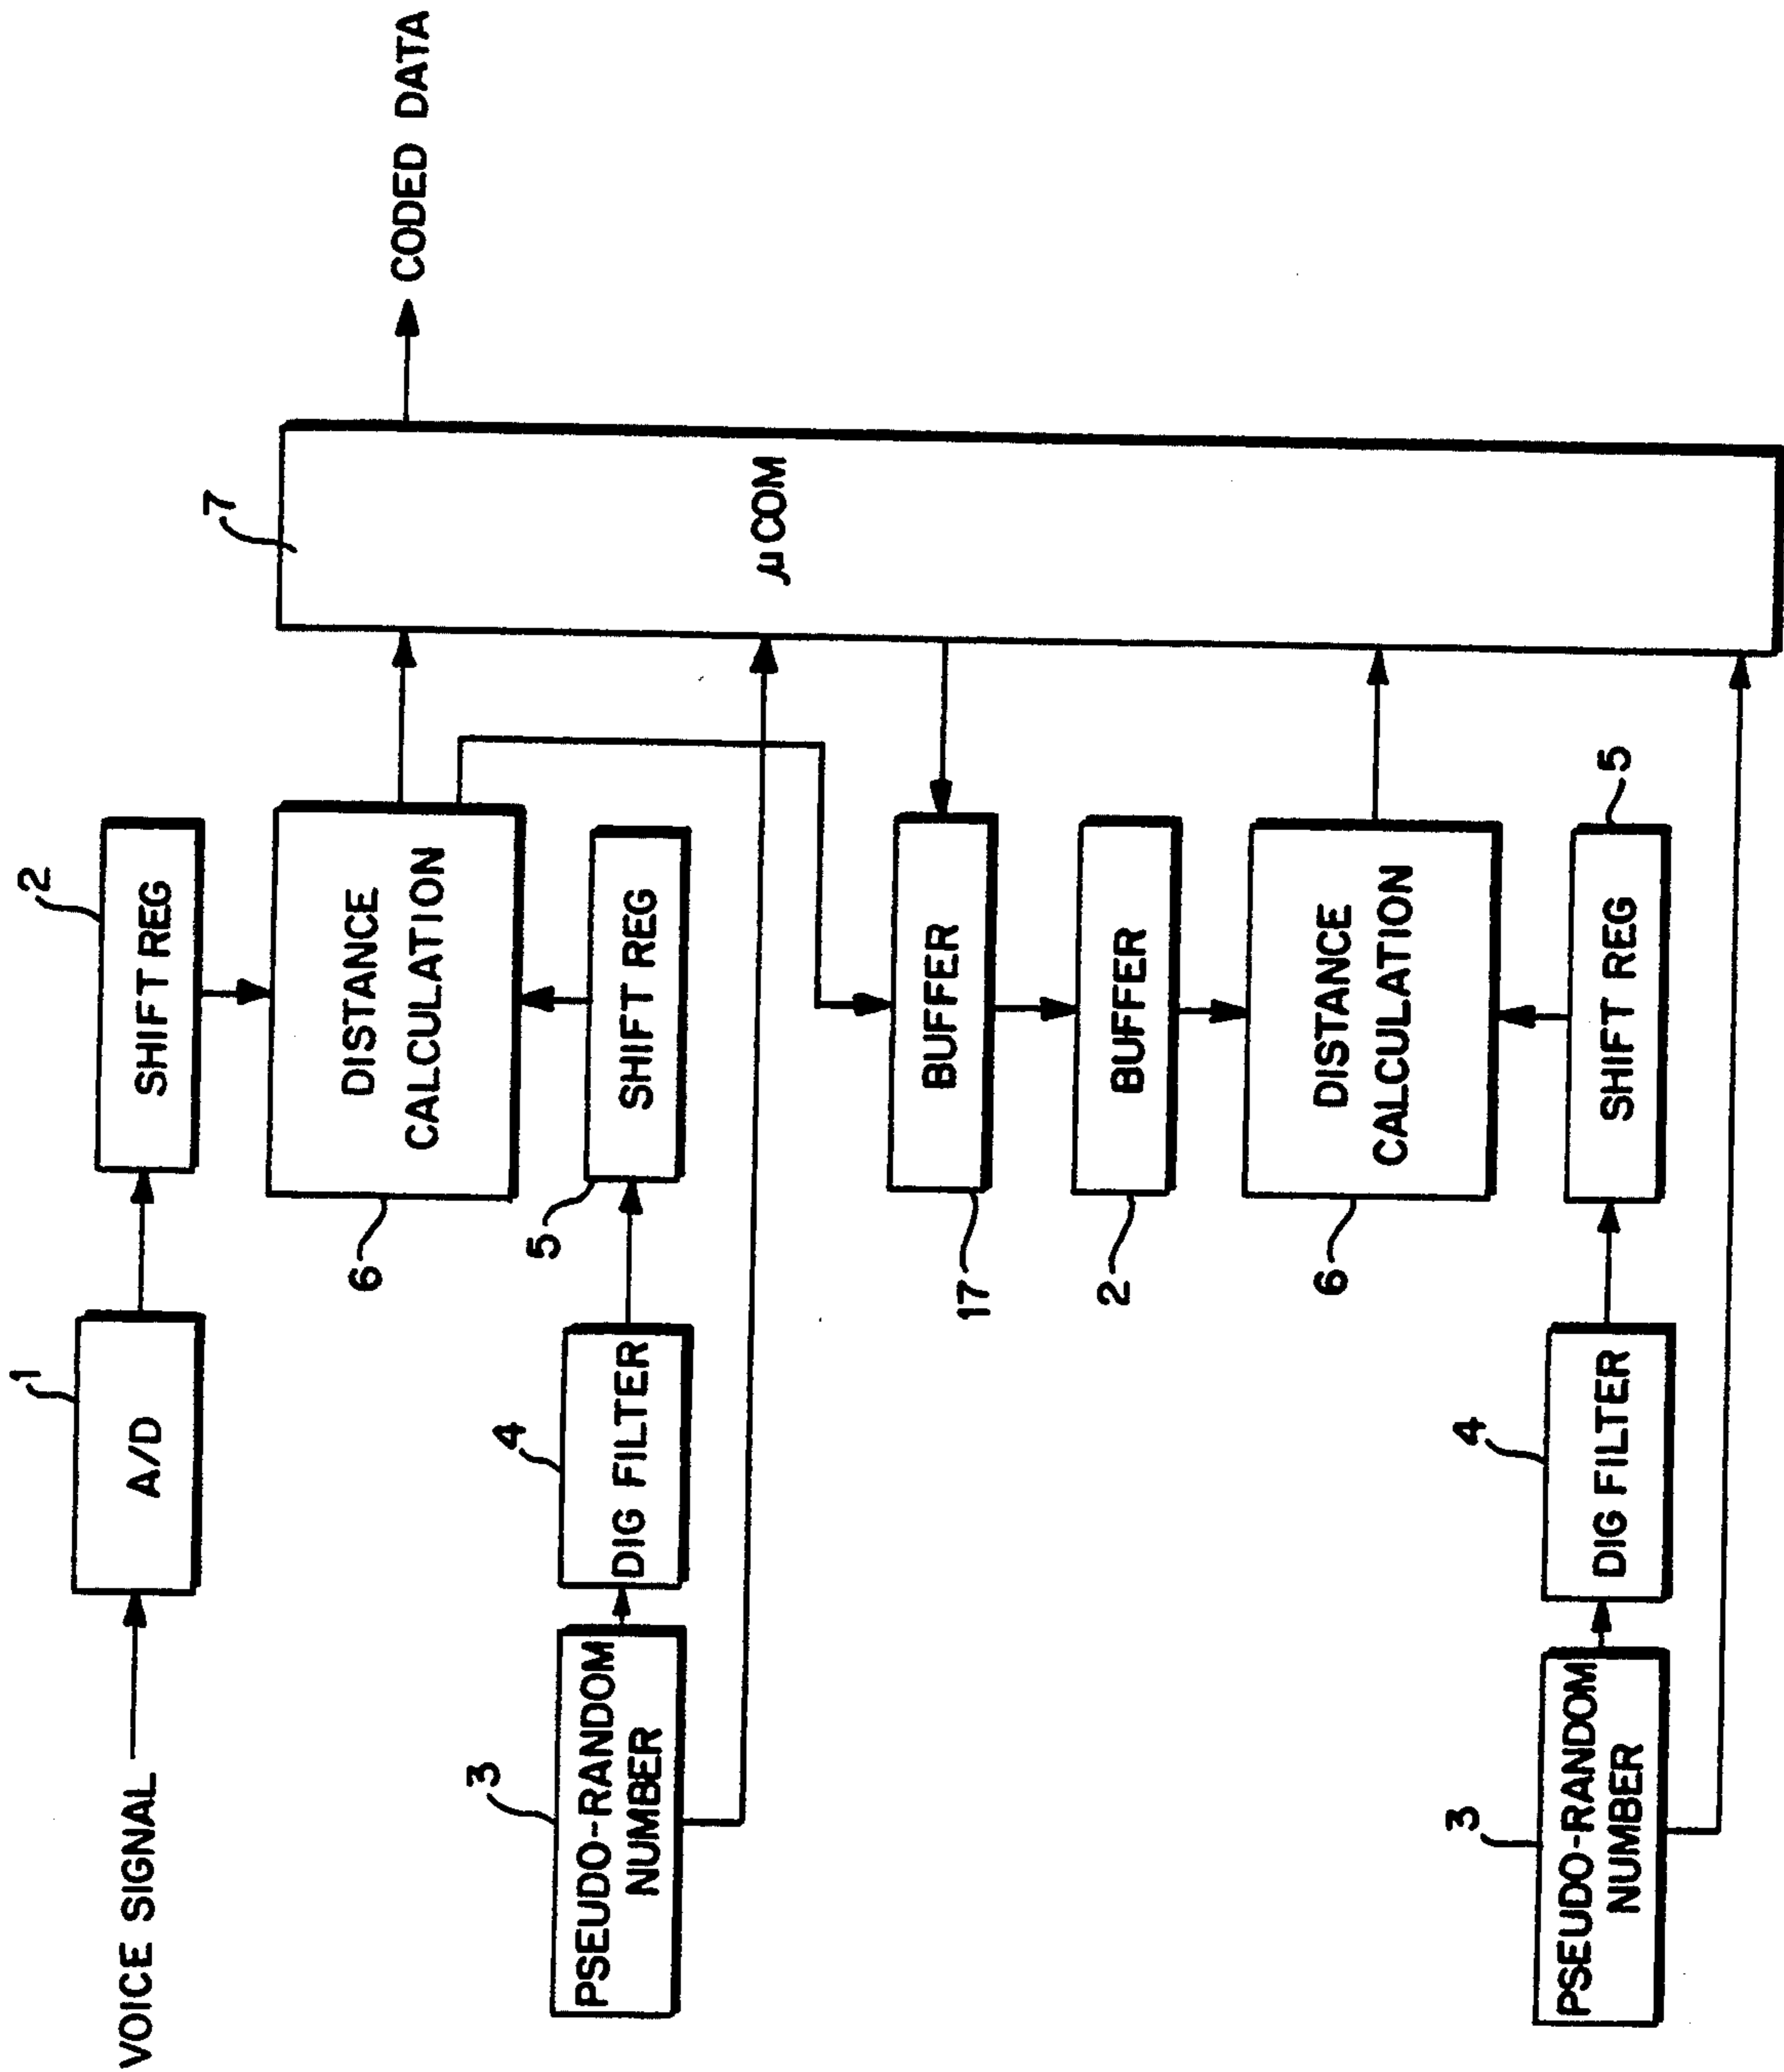 VOICE SIGNAL
1
A/D
2
SHIFT REG
6
DISTANCE
CALCULATION
7
μCOM
CODED DATA
3
PSEUDO-RANDOM
NUMBER
4
DIG FILTER
5
SHIFT REG
17
BUFFER
2
BUFFER
6
DISTANCE
CALCULATION
3
PSEUDO-RANDOM
NUMBER
4
DIG FILTER
5
SHIFT REG